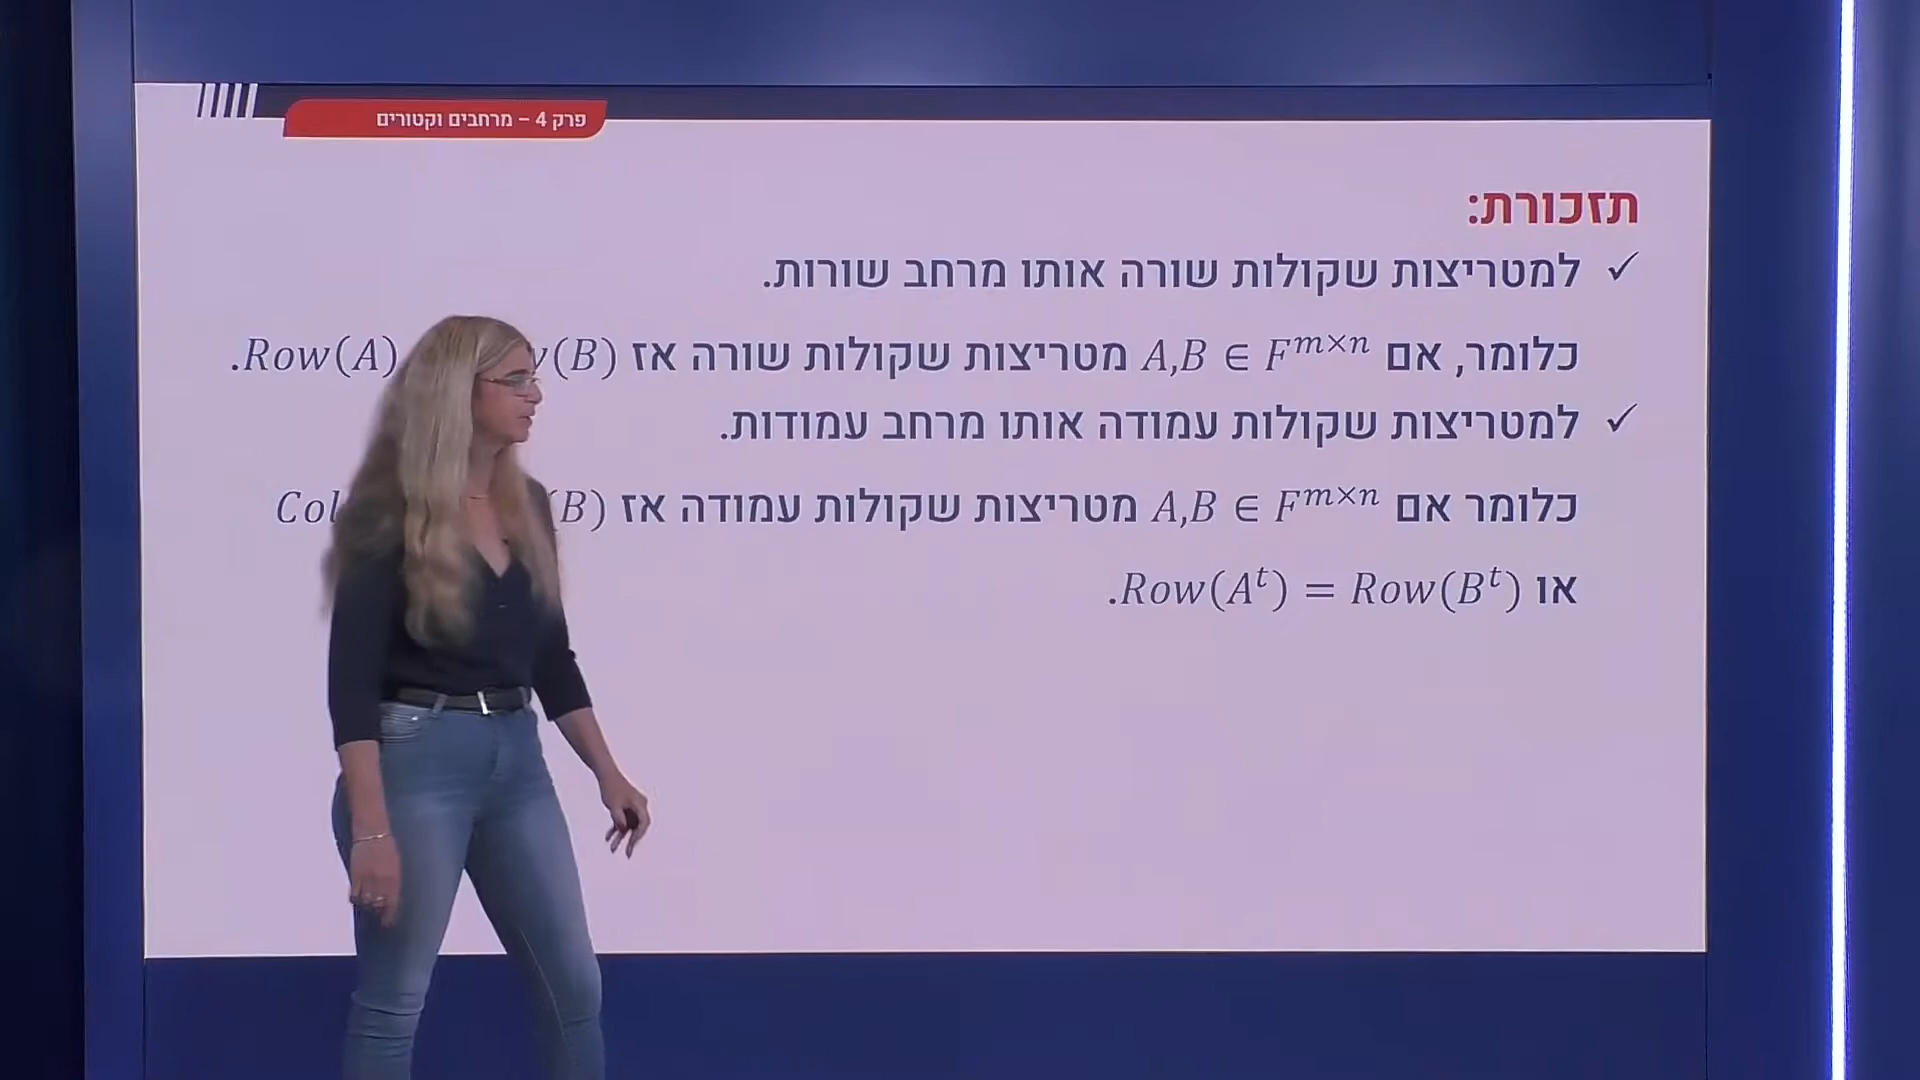 פרק 4 – מרחבים וקטורים
תזכורת:
✓ למטריצות שקולות שורה אותו מרחב שורות.
כלומר, אם A,B ∈ F^{m×n} מטריצות שקולות שורה אז Row(A) (B).
✓ למטריצות שקולות עמודה אותו מרחב עמודות.
כלומר אם A,B ∈ F^{m×n} מטריצות שקולות עמודה אז Col (B)
או Row(A^t) = Row(B^t).